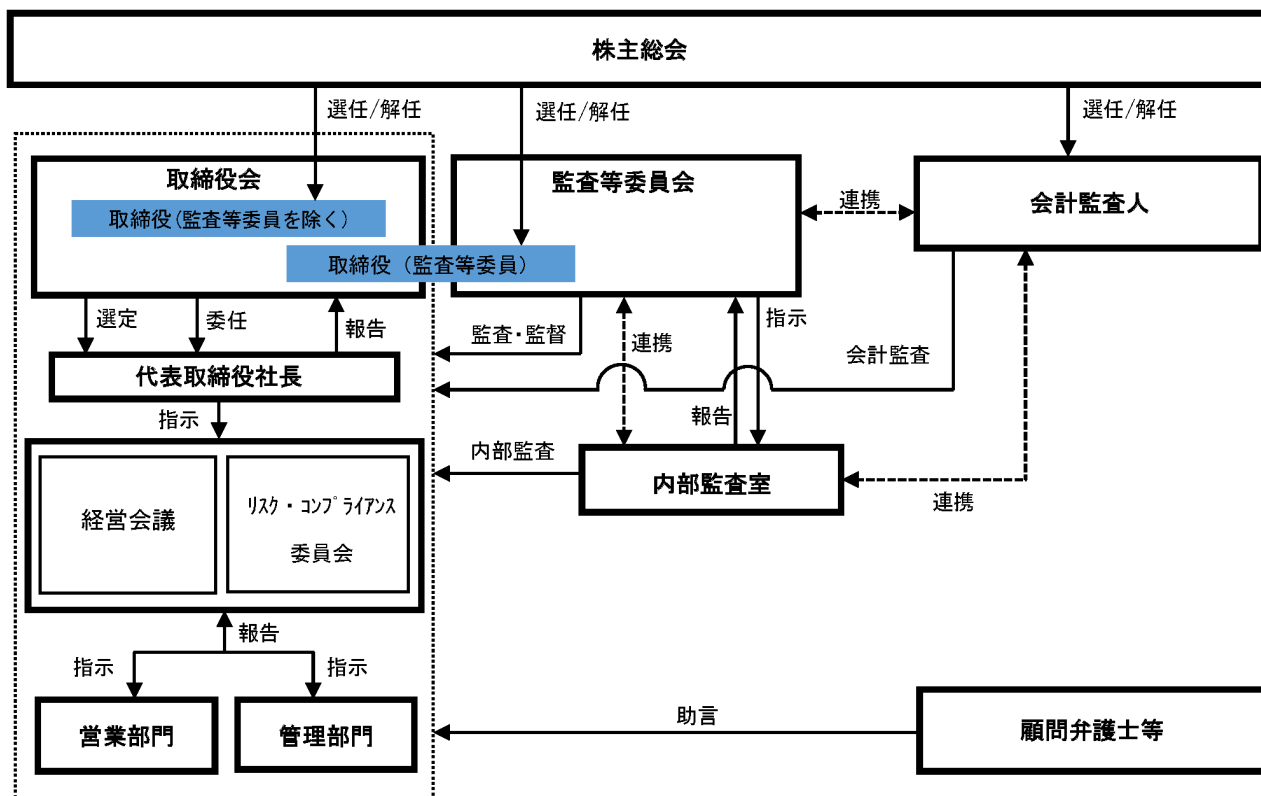 株主総会
選任/解任
選任/解任
選任/解任
取締役会
取締役(監査等委員を除く)
監査等委員会
取締役（監査等委員）
連携
会計監査人
選定
委任
報告
監査・監督
連携
指示
会計監査
代表取締役社長
指示
報告
内部監査
内部監査室
連携
経営会議
ﾘｽｸ・ｺﾝﾌﾟﾗｲｱﾝｽ
委員会
報告
指示
指示
営業部門
管理部門
助言
顧問弁護士等